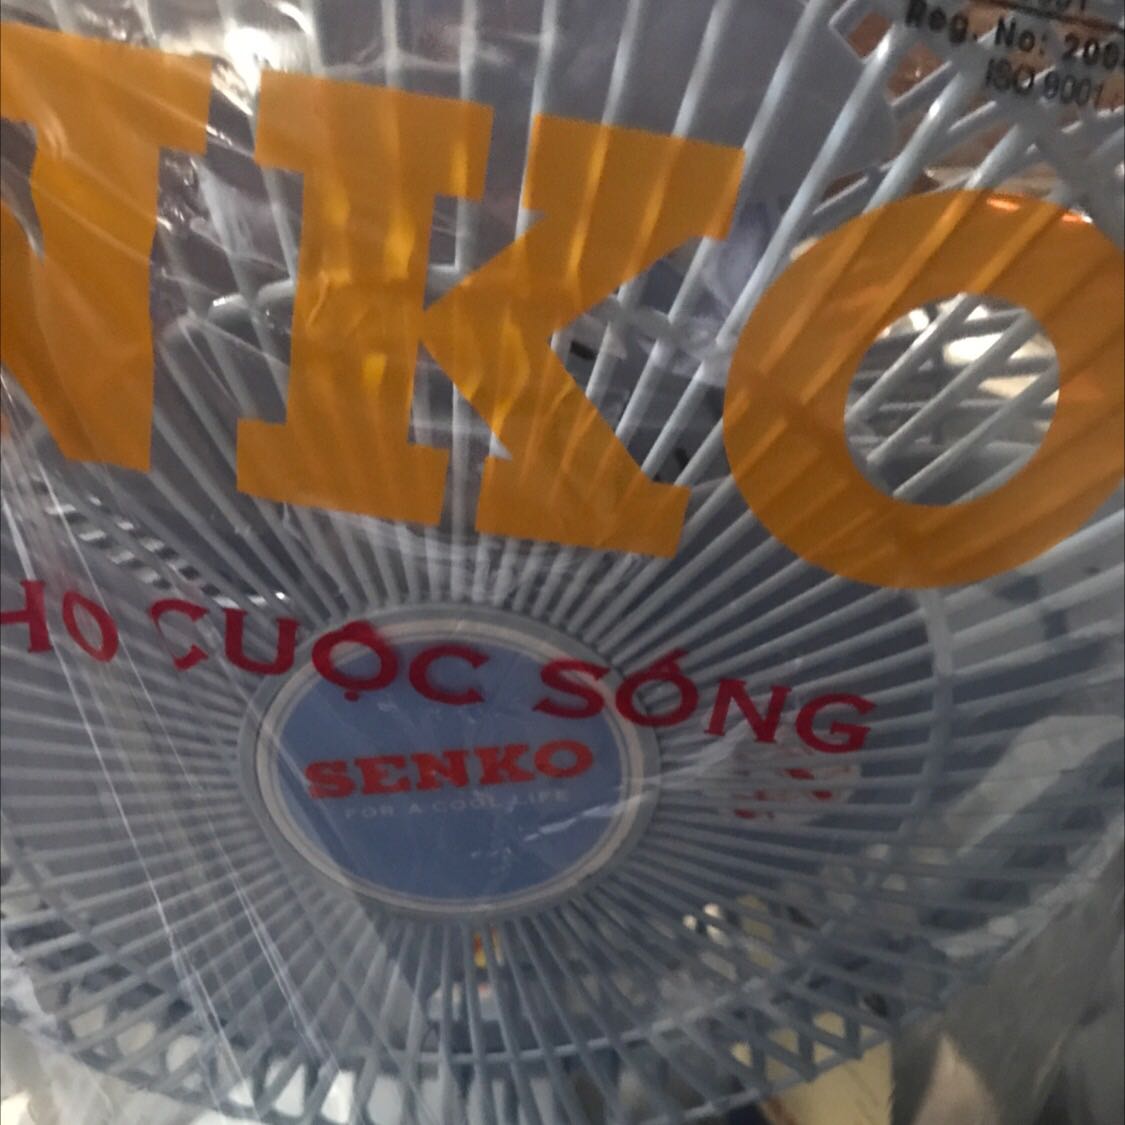 Reg. No: 200
ISO 9001
NKO
HO CUỘC SỐNG
SENKO
FOR A COOL LIFE